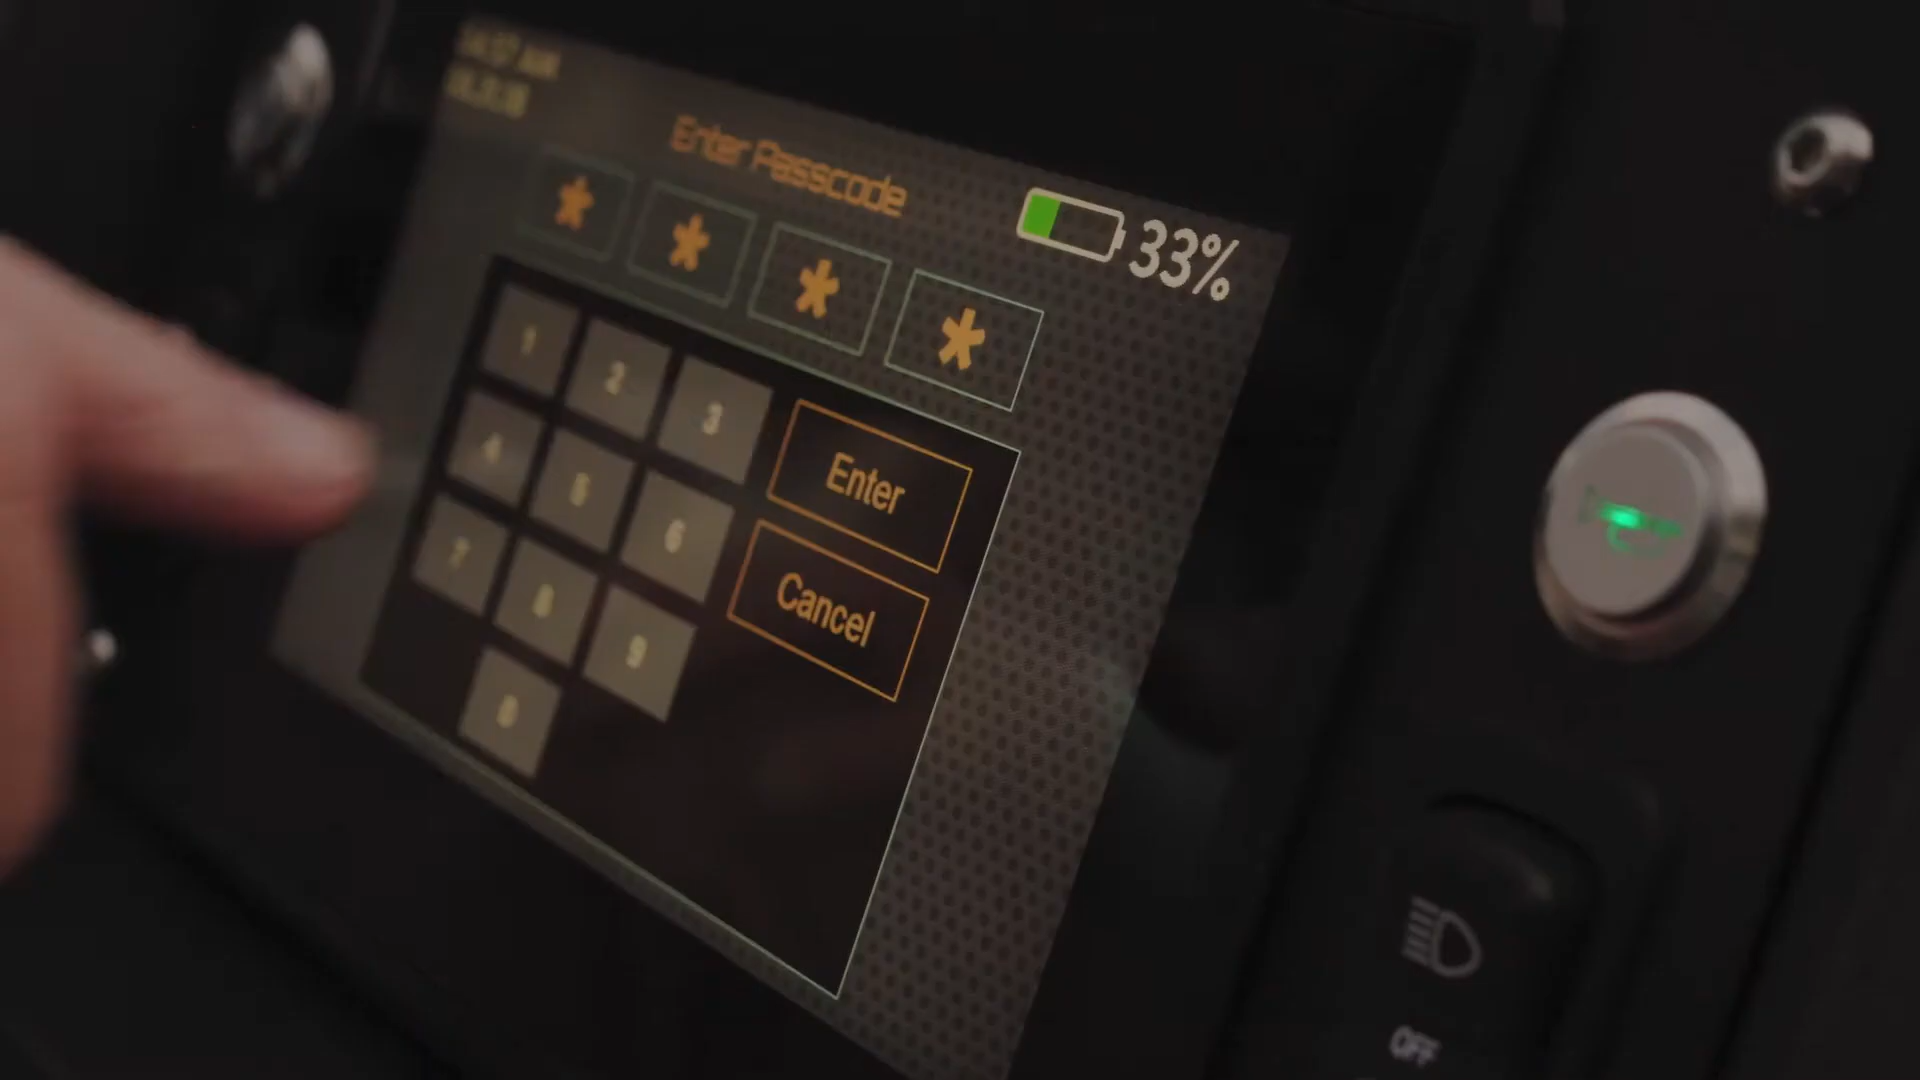 Enter Passcode
33%
* * * *
1 2 3
Enter
4 5 6
Cancel
7 8 9
0
OFF